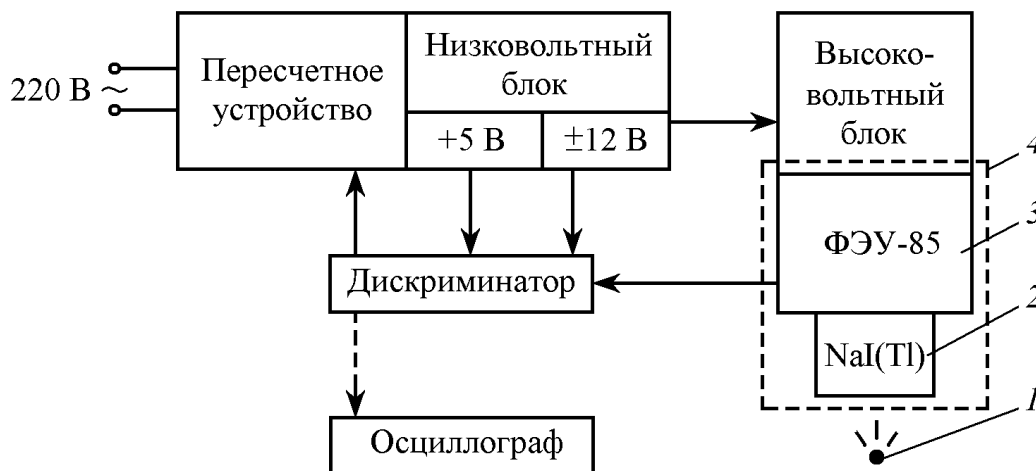 220 В ~
Пересчетное
устройство
Низковольтный
блок
+5 В
±12 В
Высоко-
вольтный
блок
4
ФЭУ-85
3
Дискриминатор
NaI(Tl)
2
Осциллограф
1